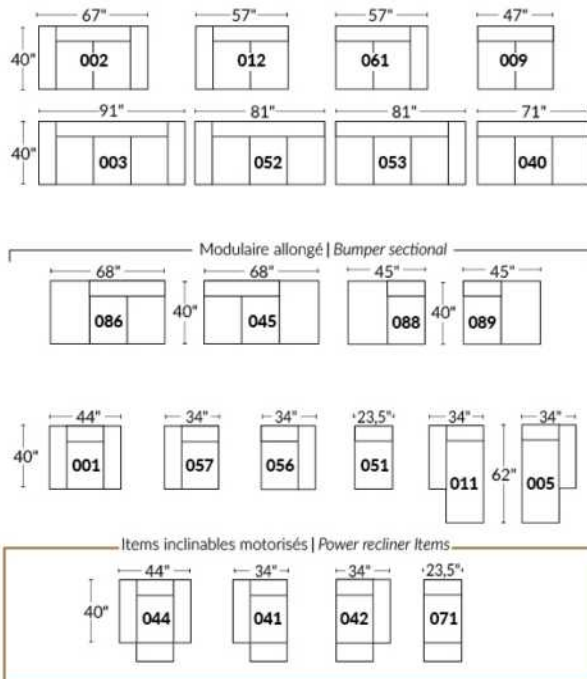 67" 57" 57" 47"
40" 002 012 061 009
91" 81" 81" 71"
40" 003 052 053 040
Modulaire allongé | Bumper sectional
68" 68" 45" 45"
086 40" 045 088 40" 089
44" 34" 34" 23,5" 34" 34"
40" 001 057 056 051 011 62" 005
Items inclinables motorisés | Power recliner Items
44" 34" 34" 23,5"
40" 044 041 042 071